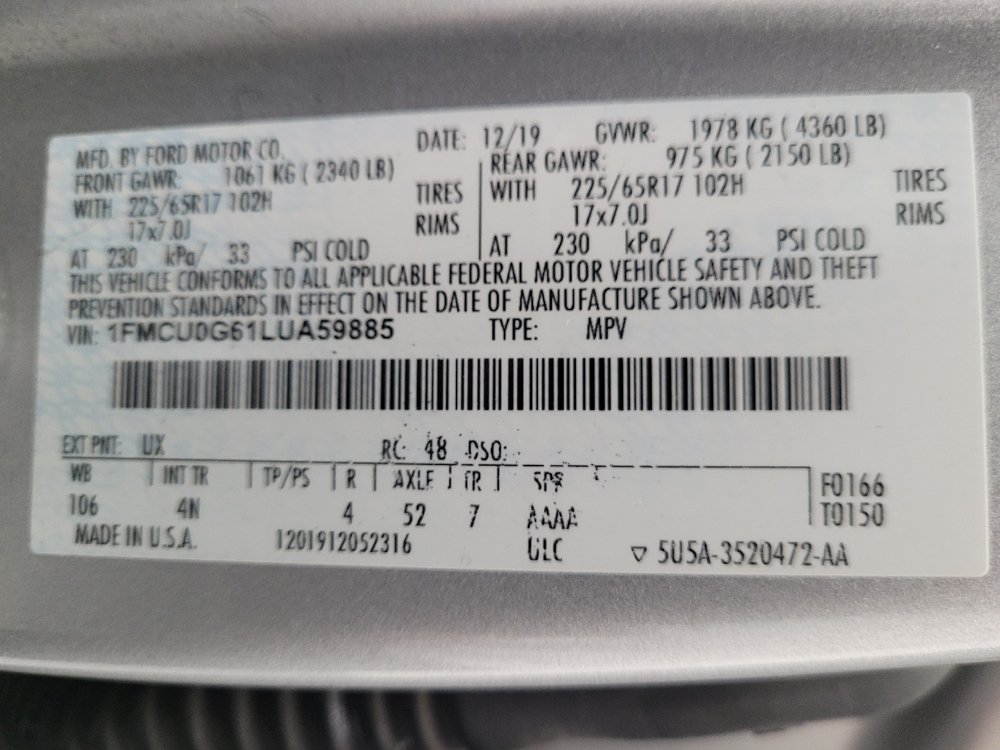 MFD. BY FORD MOTOR CO. DATE: 12/19 GVWR: 1978 KG ( 4360 LB)
FRONT GAWR: 1061 KG ( 2340 LB) REAR GAWR: 975 KG ( 2150 LB)
WITH 225/65R17 102H TIRES WITH 225/65R17 102H TIRES
17x7.0J RIMS 17x7.0J RIMS
AT 230 kPa/ 33 PSI COLD AT 230 kPa/ 33 PSI COLD
THIS VEHICLE CONFORMS TO ALL APPLICABLE FEDERAL MOTOR VEHICLE SAFETY AND THEFT
PREVENTION STANDARDS IN EFFECT ON THE DATE OF MANUFACTURE SHOWN ABOVE.
VIN: 1FMCU0G61LUA59885 TYPE: MPV
EXT PNT: UX RC: 48 DSO:
WB INT TR TP/PS R AXLE TR SPR F0166
106 4N 4 52 7 AAAA T0150
MADE IN U.S.A. 1201912052316 ULC ▽ 5U5A-3520472-AA